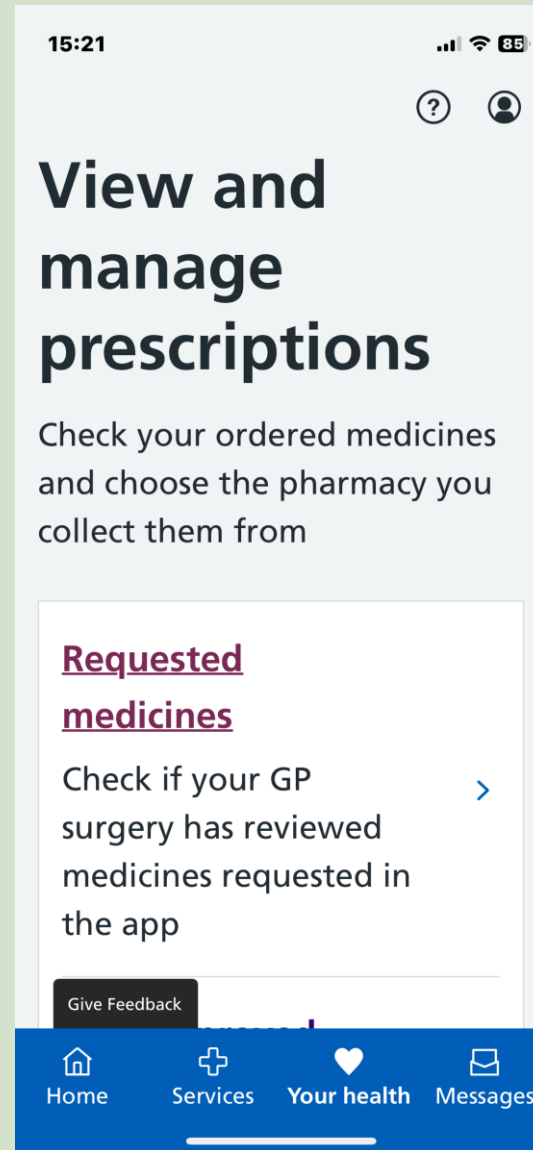 15:21
85
?
View and
manage
prescriptions
Check your ordered medicines
and choose the pharmacy you
collect them from
Requested
medicines
Check if your GP
surgery has reviewed
medicines requested in
the app
Give Feedback
Home Services Your health Messages